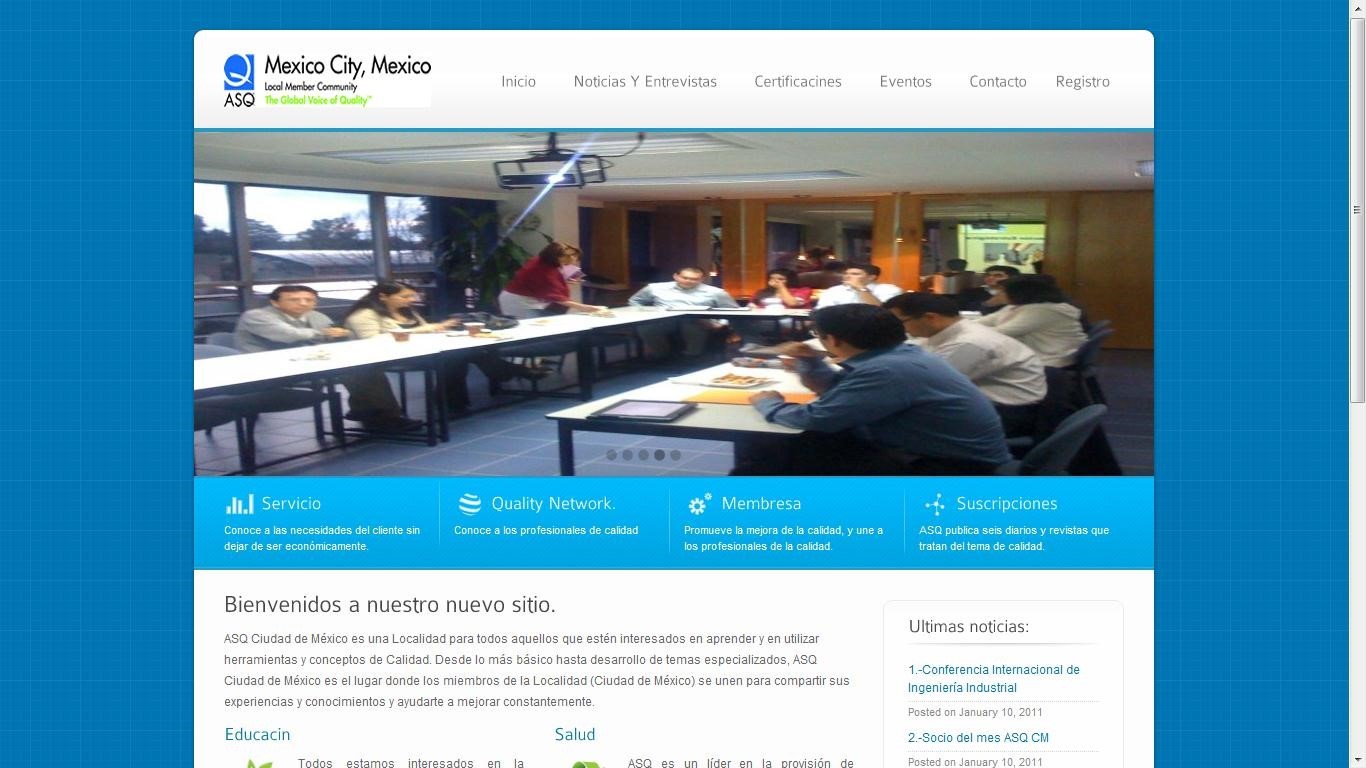 Mexico City, Mexico
Local Member Community
ASQ The Global Voice of Quality™
Inicio Noticias Y Entrevistas Certificacines Eventos Contacto Registro
Servicio
Conoce a las necesidades del cliente sin
dejar de ser económicamente.
Quality Network.
Conoce a los profesionales de calidad
Membresa
Promueve la mejora de la calidad, y une a
los profesionales de la calidad.
Suscripciones
ASQ publica seis diarios y revistas que
tratan del tema de calidad.
Bienvenidos a nuestro nuevo sitio.
ASQ Ciudad de México es una Localidad para todos aquellos que estén interesados en aprender y en utilizar
herramientas y conceptos de Calidad. Desde lo más básico hasta desarrollo de temas especializados, ASQ
Ciudad de México es el lugar donde los miembros de la Localidad (Ciudad de México) se unen para compartir sus
experiencias y conocimientos y ayudarte a mejorar constantemente.
Educacin
Todos estamos interesados en la
Salud
ASQ es un líder en la provisión de
Ultimas noticias:
1.-Conferencia Internacional de
Ingeniería Industrial
Posted on January 10, 2011
2.-Socio del mes ASQ CM
Posted on January 10, 2011